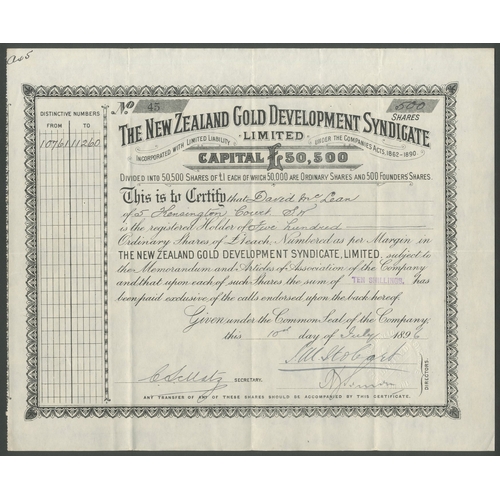 No 45
500
SHARES
DISTINCTIVE NUMBERS
FROM TO
10761 11260
THE NEW ZEALAND GOLD DEVELOPMENT SYNDICATE
LIMITED
INCORPORATED WITH LIMITED LIABILITY UNDER THE COMPANIES ACTS, 1862-1890.
CAPITAL £50,500
DIVIDED INTO 50,500 SHARES OF £1 EACH OF WHICH 50,000 ARE ORDINARY SHARES AND 500 FOUNDERS SHARES.
This is to Certify that David McLean
of 5 Kensington Court SW
is the registered Holder of Five hundred
Ordinary Shares of £1 each, Numbered as per Margin in
THE NEW ZEALAND GOLD DEVELOPMENT SYNDICATE, LIMITED, subject to
the Memorandum and Articles of Association of the Company
and that upon each of such Shares the sum of TEN SHILLINGS, has
been paid exclusive of the calls endorsed upon the back hereof.
Given under the Common Seal of the Company,
this 10th day of July 1896
SECRETARY.
DIRECTORS.
ANY TRANSFER OF ANY OF THESE SHARES SHOULD BE ACCOMPANIED BY THIS CERTIFICATE.